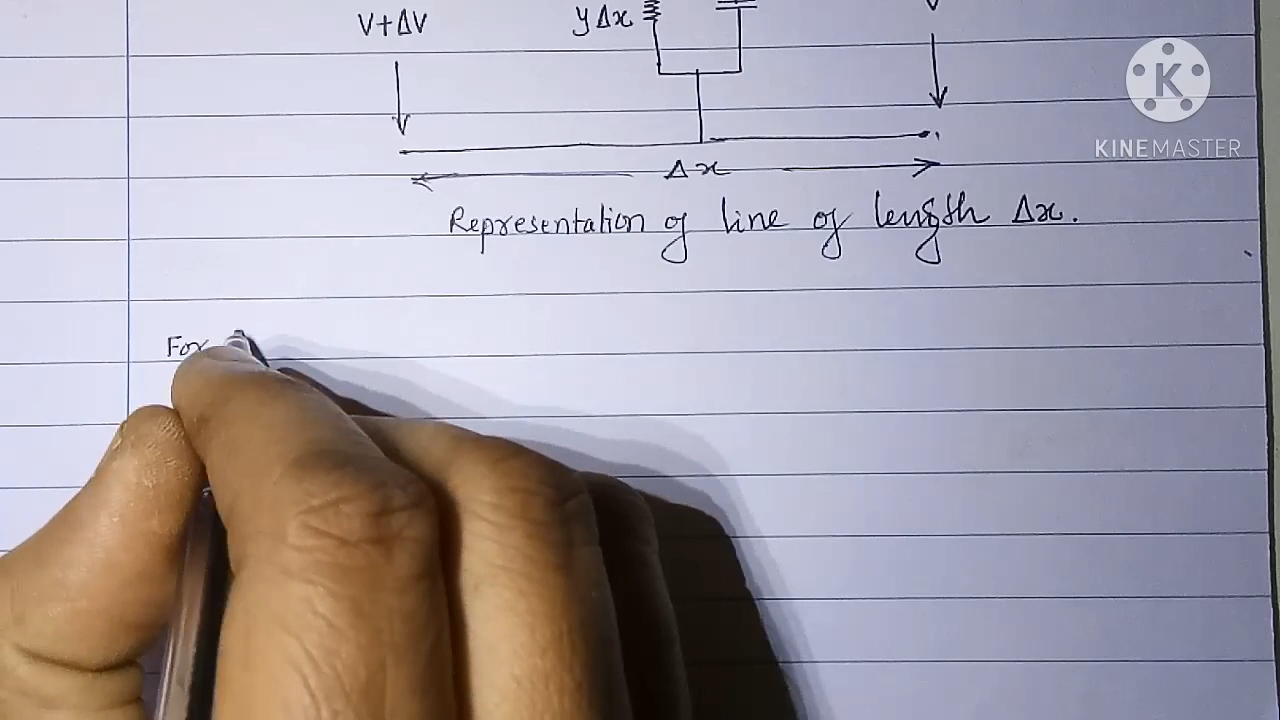 V+ΔV
yΔx
K
KINEMASTER
Δx
Representation of line of length Δx.
For